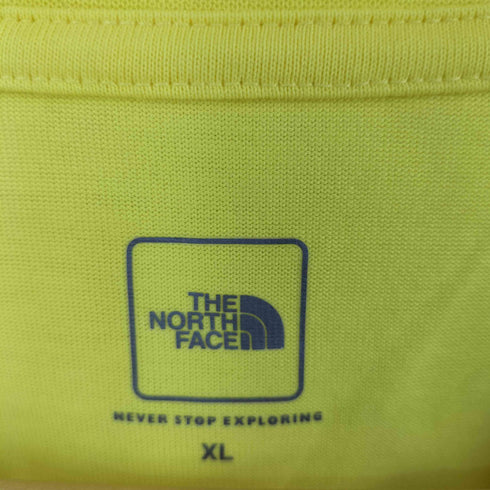 THE
NORTH
FACE
NEVER STOP EXPLORING
XL